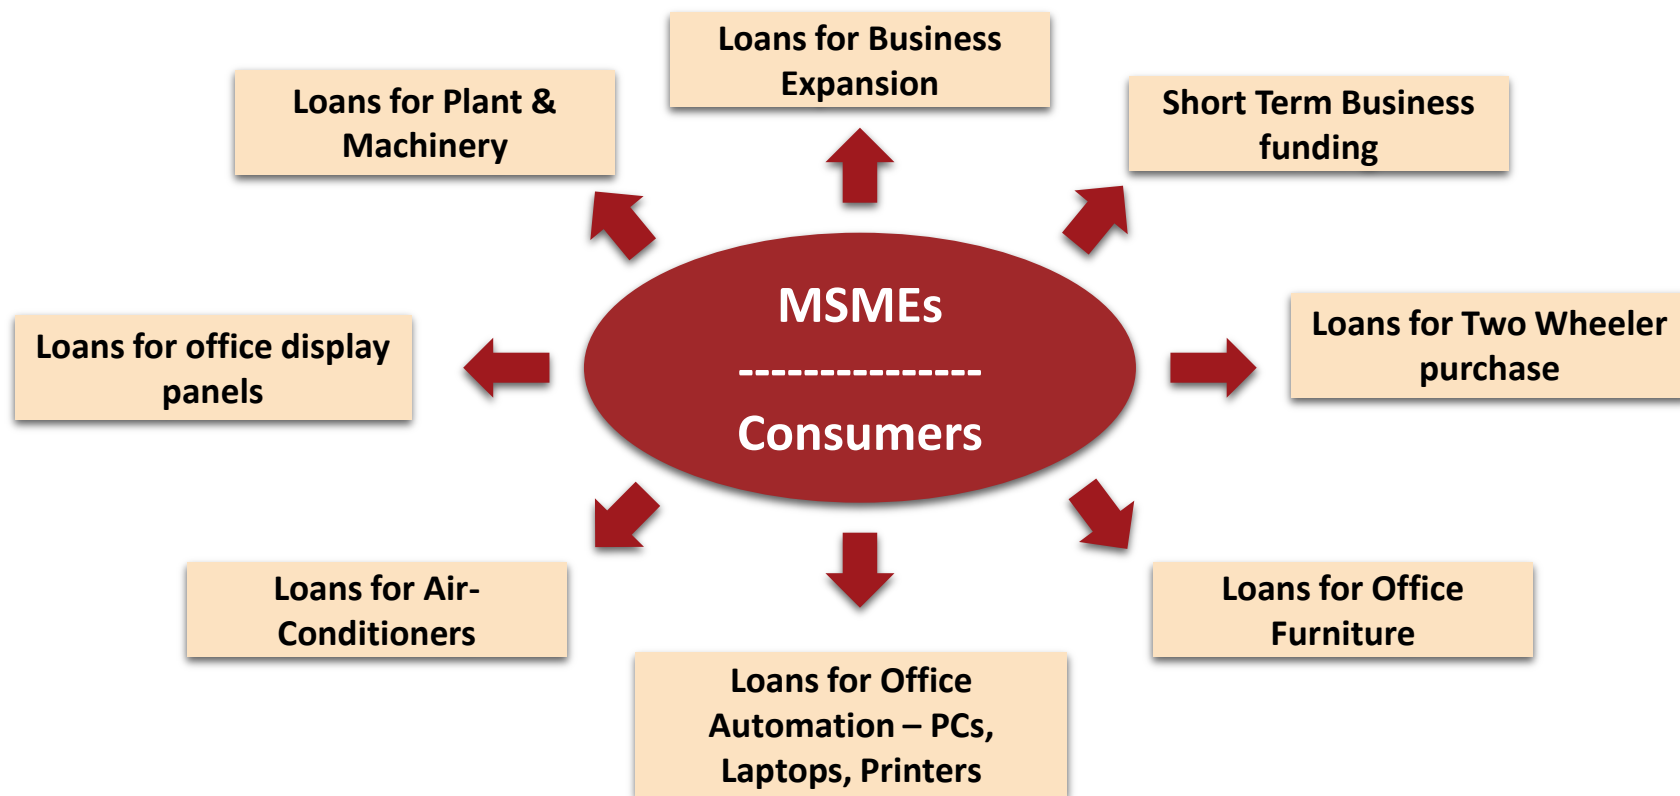 Loans for Business
Expansion
Loans for Plant &
Machinery
Short Term Business
funding
MSMEs
---------------
Consumers
Loans for office display
panels
Loans for Two Wheeler
purchase
Loans for Air-
Conditioners
Loans for Office
Furniture
Loans for Office
Automation – PCs,
Laptops, Printers